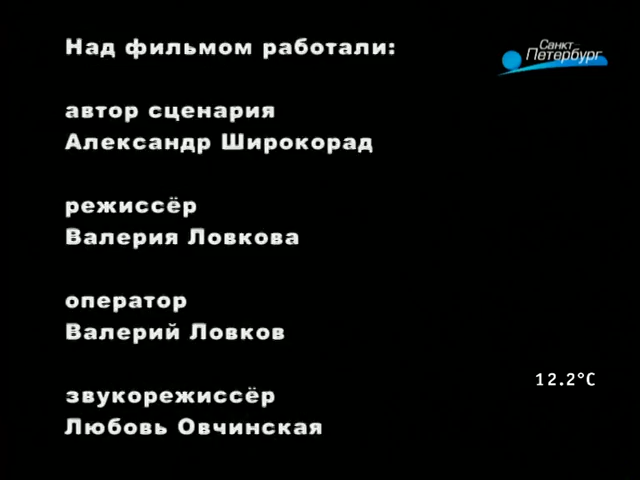 Над фильмом работали:
Санкт
Петербург
автор сценария
Александр Широкорад
режиссёр
Валерия Ловкова
оператор
Валерий Ловков
12.2°C
звукорежиссёр
Любовь Овчинская